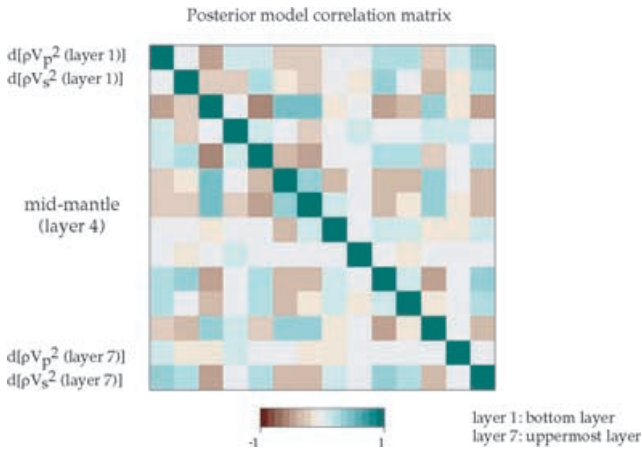 Posterior model correlation matrix
d[ρVp² (layer 1)]
d[ρVs² (layer 1)]
mid-mantle
(layer 4)
d[ρVp² (layer 7)]
d[ρVs² (layer 7)]
-1 1
layer 1: bottom layer
layer 7: uppermost layer